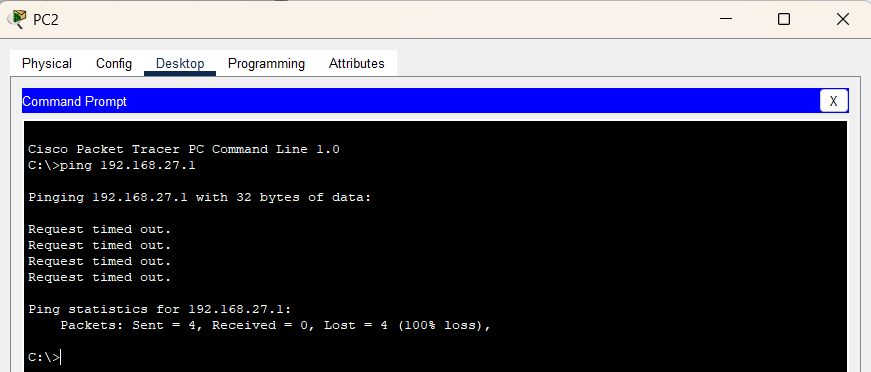 PC2
Physical Config Desktop Programming Attributes
Command Prompt
X
Cisco Packet Tracer PC Command Line 1.0
C:\>ping 192.168.27.1
Pinging 192.168.27.1 with 32 bytes of data:
Request timed out.
Request timed out.
Request timed out.
Request timed out.
Ping statistics for 192.168.27.1:
    Packets: Sent = 4, Received = 0, Lost = 4 (100% loss),
C:\>